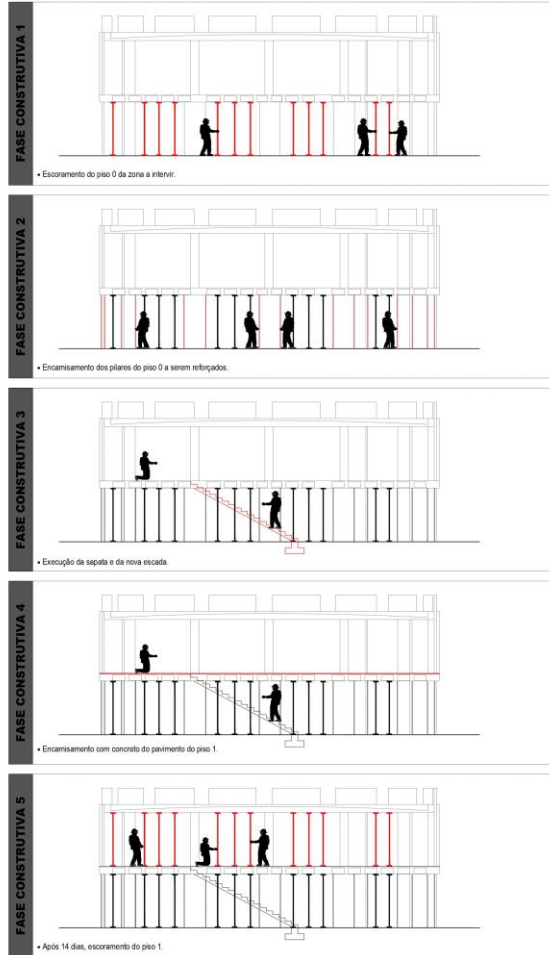 FASE CONSTRUTIVA 1
• Escoramento do piso 0 da zona a intervir.
FASE CONSTRUTIVA 2
• Encamisamento dos pilares do piso 0 a serem reforçados.
FASE CONSTRUTIVA 3
• Execução da sapata e da nova escada.
FASE CONSTRUTIVA 4
• Encamisamento com concreto do pavimento do piso 1.
FASE CONSTRUTIVA 5
• Após 14 dias, escoramento do piso 1.